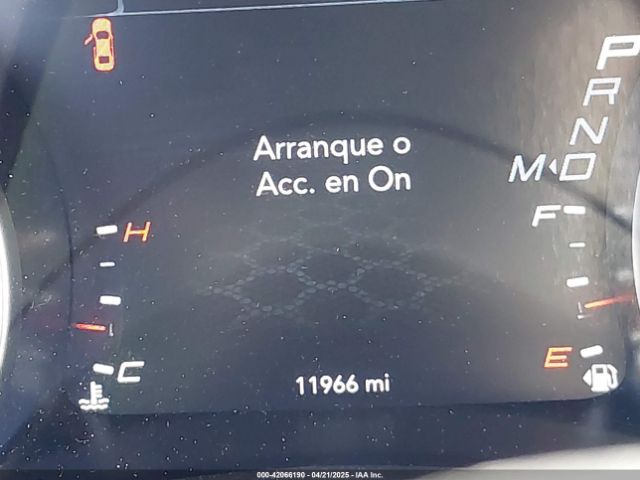 P
R
N
M D
Arranque o
Acc. en On
H
F
C
E
11966 mi
000-42066190 - 04/21/2025 - IAA Inc.